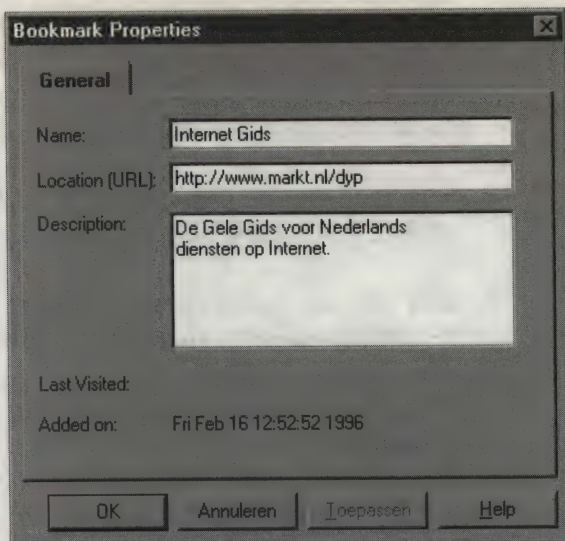 Bookmark Properties
General
Name: Internet Gids
Location (URL): http://www.markt.nl/dyp
Description: De Gele Gids voor Nederlands
diensten op Internet.
Last Visited:
Added on: Fri Feb 16 12:52:52 1996
OK Annuleren Toepassen Help